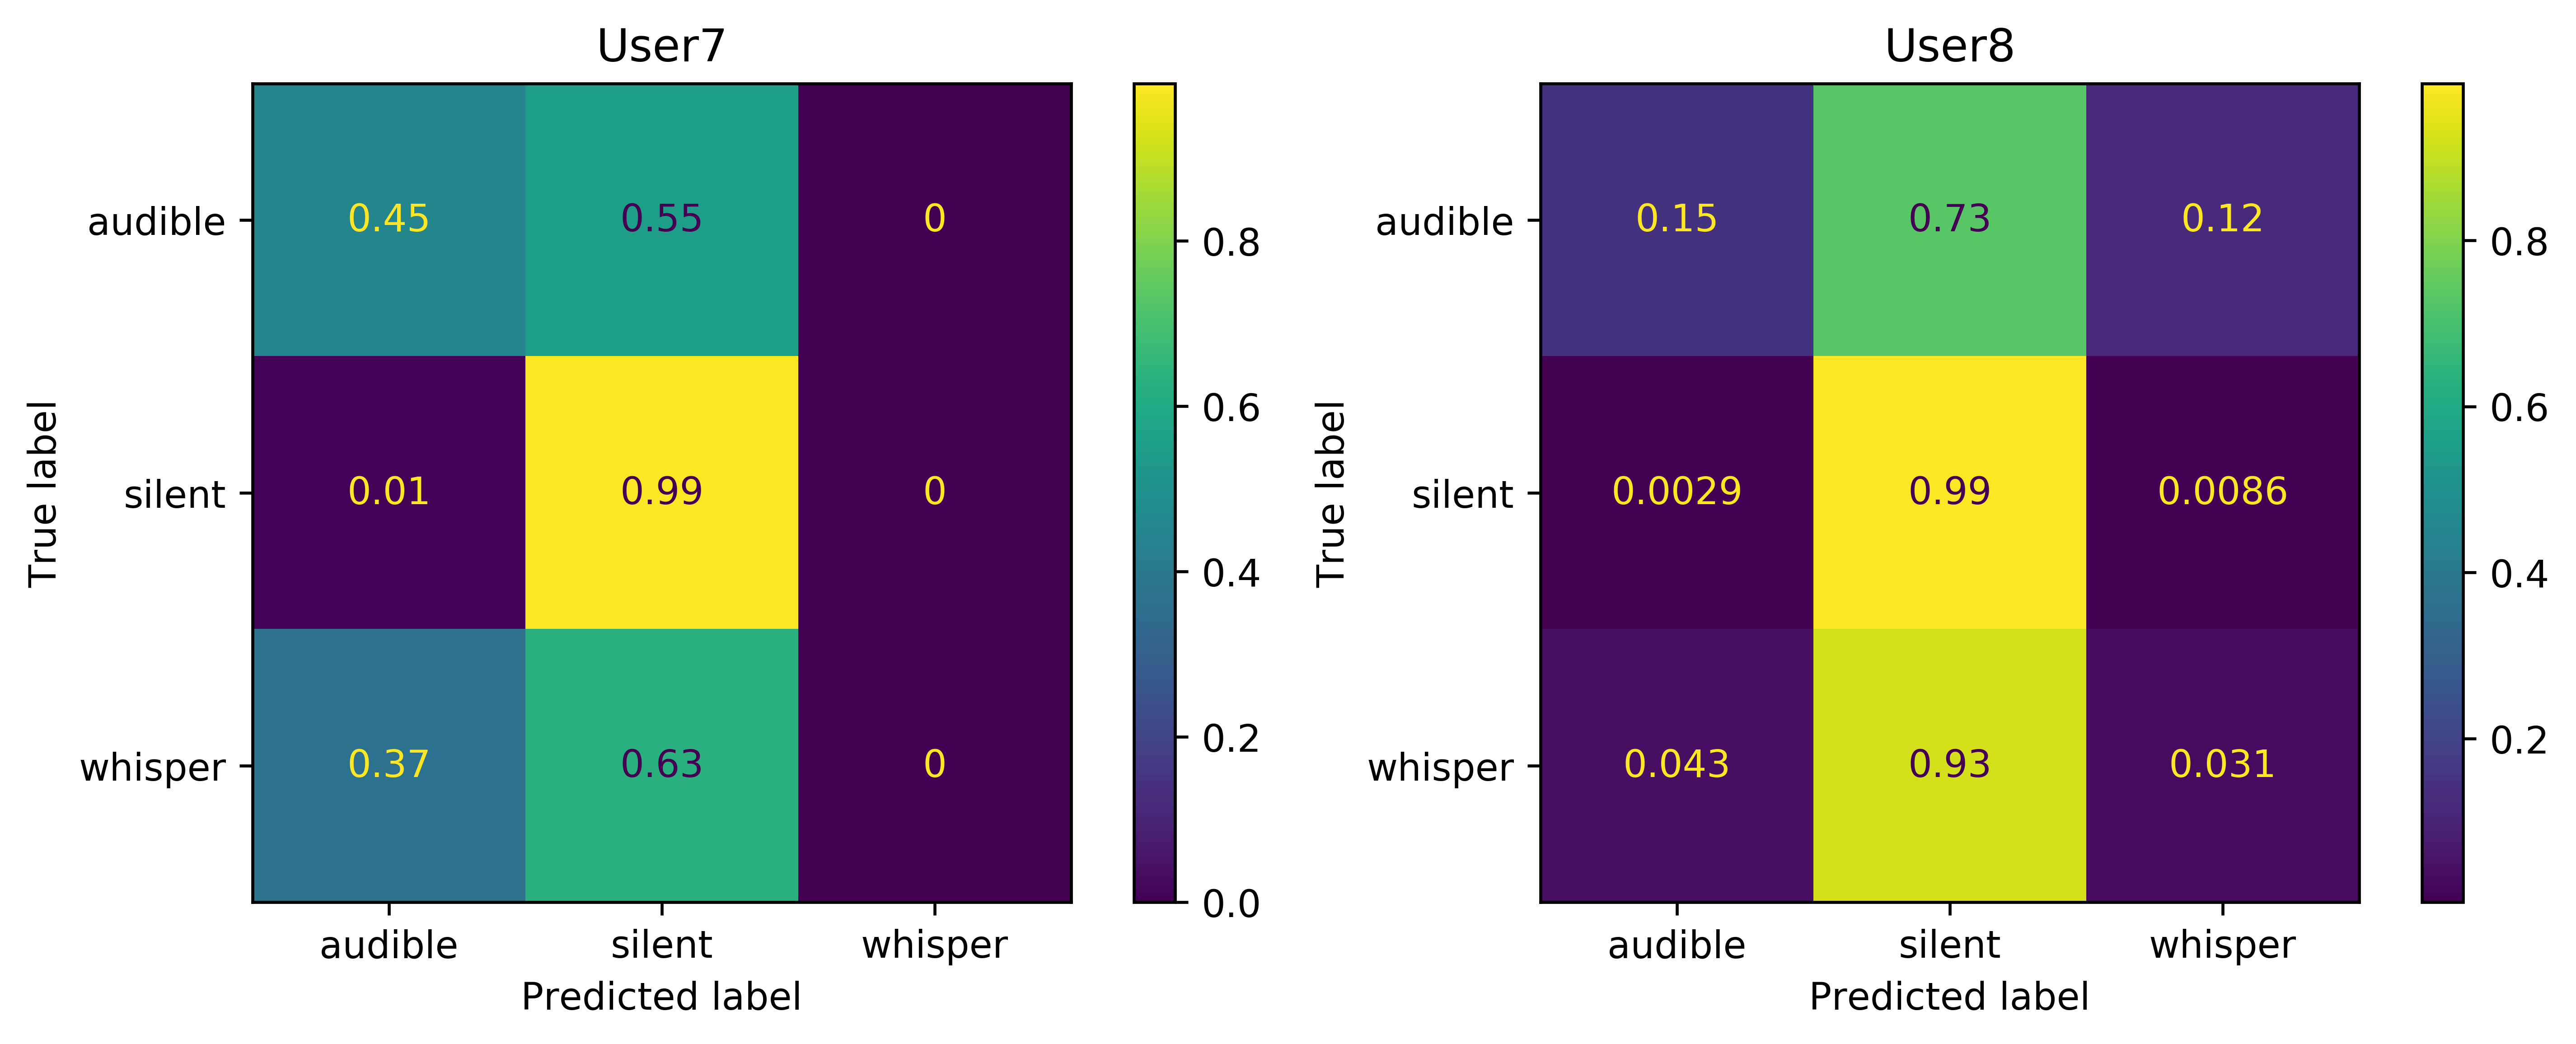 User7
audible 0.45 0.55 0
silent 0.01 0.99 0
whisper 0.37 0.63 0
audible silent whisper
Predicted label
True label
0.8
0.6
0.4
0.2
0.0
User8
audible 0.15 0.73 0.12
silent 0.0029 0.99 0.0086
whisper 0.043 0.93 0.031
audible silent whisper
Predicted label
True label
0.8
0.6
0.4
0.2